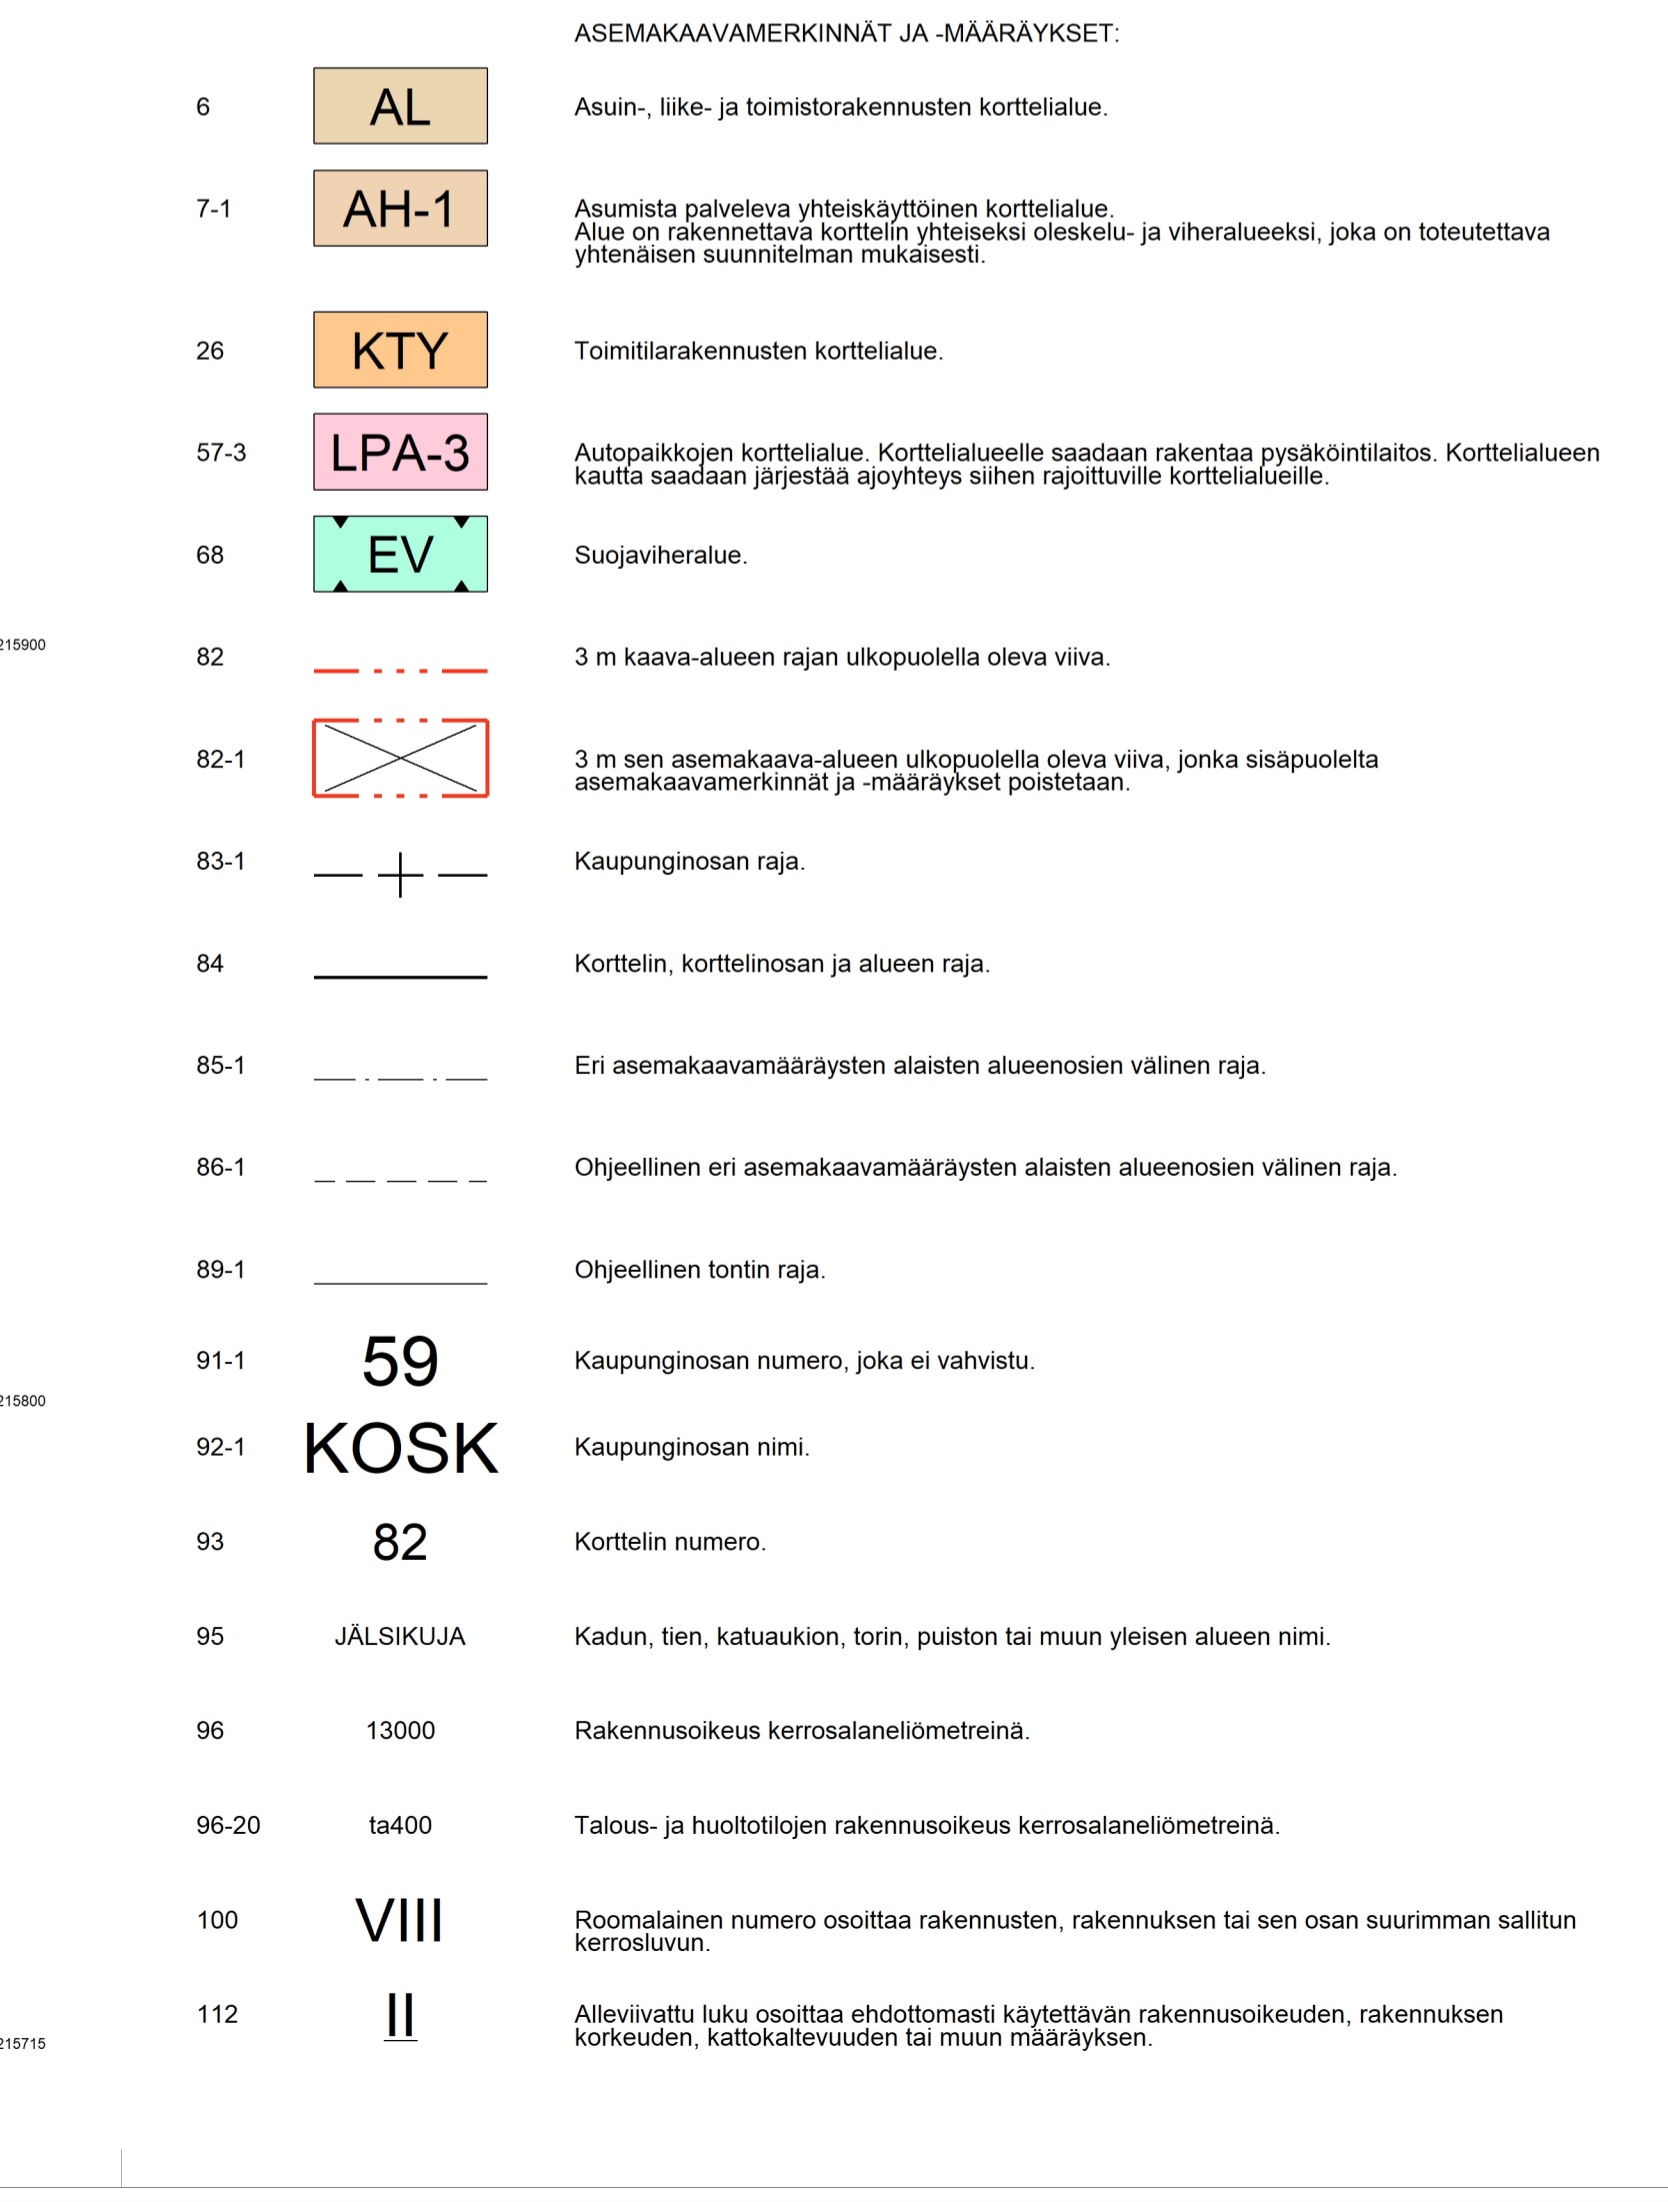 ASEMAKAAVAMERKINNÄT JA -MÄÄRÄYKSET:
6 AL Asuin-, liike- ja toimistorakennusten korttelialue.
7-1 AH-1 Asumista palveleva yhteiskäyttöinen korttelialue.
Alue on rakennettava korttelin yhteiseksi oleskelu- ja viheralueeksi, joka on toteutettava
yhtenäisen suunnitelman mukaisesti.
26 KTY Toimitilarakennusten korttelialue.
57-3 LPA-3 Autopaikkojen korttelialue. Korttelialueelle saadaan rakentaa pysäköintilaitos. Korttelialueen
kautta saadaan järjestää ajoyhteys siihen rajoittuville korttelialueille.
68 EV Suojaviheralue.
215900
82 3 m kaava-alueen rajan ulkopuolella oleva viiva.
82-1 3 m sen asemakaava-alueen ulkopuolella oleva viiva, jonka sisäpuolelta
asemakaavamerkinnät ja -määräykset poistetaan.
83-1 Kaupunginosan raja.
84 Korttelin, korttelinosan ja alueen raja.
85-1 Eri asemakaavamääräysten alaisten alueenosien välinen raja.
86-1 Ohjeellinen eri asemakaavamääräysten alaisten alueenosien välinen raja.
89-1 Ohjeellinen tontin raja.
91-1 59 Kaupunginosan numero, joka ei vahvistu.
215800
92-1 KOSK Kaupunginosan nimi.
93 82 Korttelin numero.
95 JÄLSIKUJA Kadun, tien, katuaukion, torin, puiston tai muun yleisen alueen nimi.
96 13000 Rakennusoikeus kerrosalaneliömetreinä.
96-20 ta400 Talous- ja huoltotilojen rakennusoikeus kerrosalaneliömetreinä.
100 VIII Roomalainen numero osoittaa rakennusten, rakennuksen tai sen osan suurimman sallitun
kerrosluvun.
112 II Alleviivattu luku osoittaa ehdottomasti käytettävän rakennusoikeuden, rakennuksen
korkeuden, kattokaltevuuden tai muun määräyksen.
215715